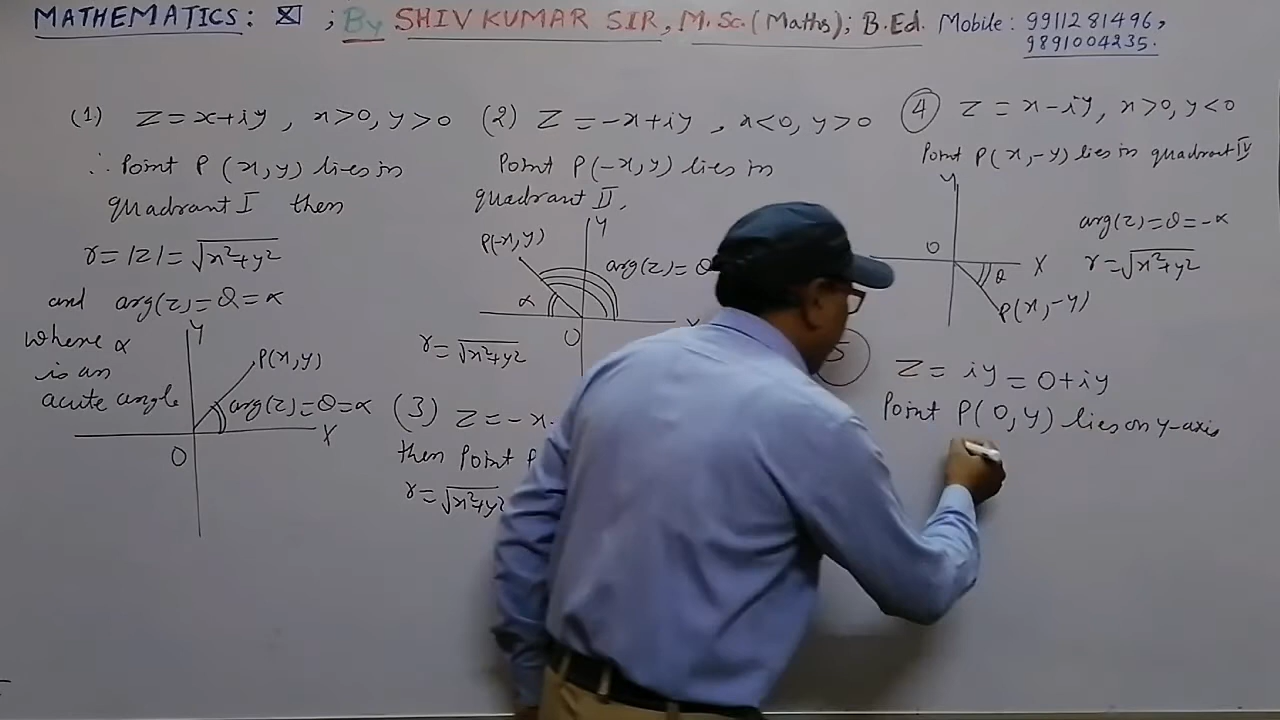 MATHEMATICS: XI ; By SHIV KUMAR SIR, M.Sc. (Maths); B.Ed. Mobile: 9911281496,
9891004235.
(1) Z = x+iy, x>0, y>0
∴ Point P(x, y) lies in
quadrant I then
r = |z| = √x²+y²
and arg(z) = θ = α
where α
is an
acute angle
Y
P(x, y)
arg(z) = θ = α
X
O
(2) Z = -x+iy, x<0, y>0
Point P(-x, y) lies in
quadrant II,
Y
P(-x, y)
arg(z) = θ
α
X
O
r = √x²+y²
(3) Z = -x
then Point P
r = √x²+y²
(4) Z = x-iy, x>0, y<0
Point P(x, -y) lies in quadrant IV
Y
arg(z) = θ = -α
O
X
θ
r = √x²+y²
P(x, -y)
5
Z = iy = 0+iy
Point P(0, y) lies on y-axis